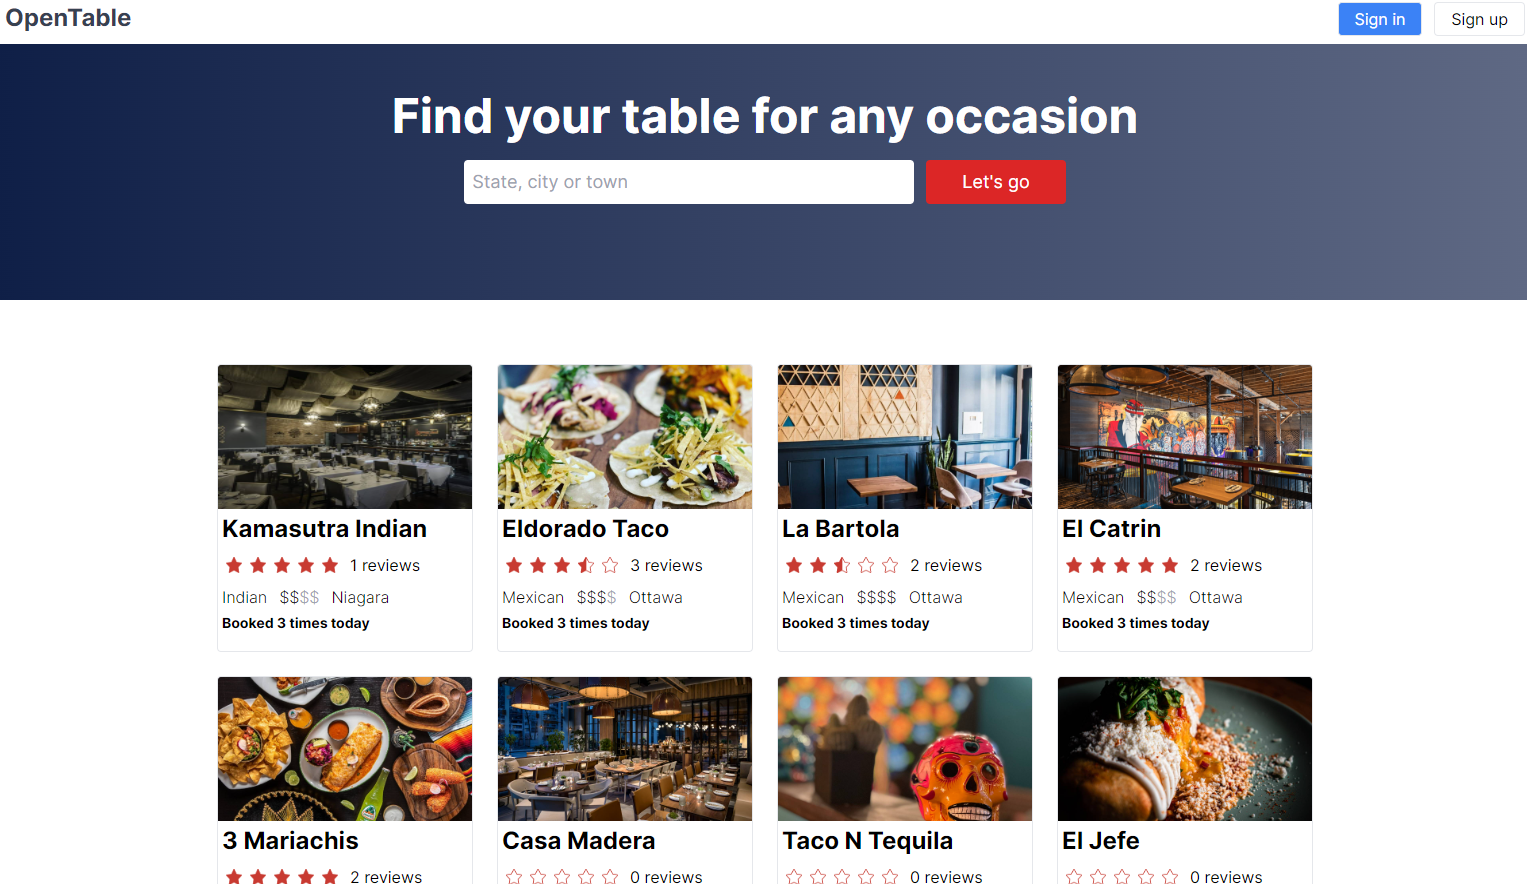 OpenTable
Sign in
Sign up
Find your table for any occasion
State, city or town
Let's go
Kamasutra Indian
1 reviews
Indian $$$$ Niagara
Booked 3 times today
Eldorado Taco
3 reviews
Mexican $$$$ Ottawa
Booked 3 times today
La Bartola
2 reviews
Mexican $$$$ Ottawa
Booked 3 times today
El Catrin
2 reviews
Mexican $$$$ Ottawa
Booked 3 times today
3 Mariachis
2 reviews
Casa Madera
0 reviews
Taco N Tequila
0 reviews
El Jefe
0 reviews